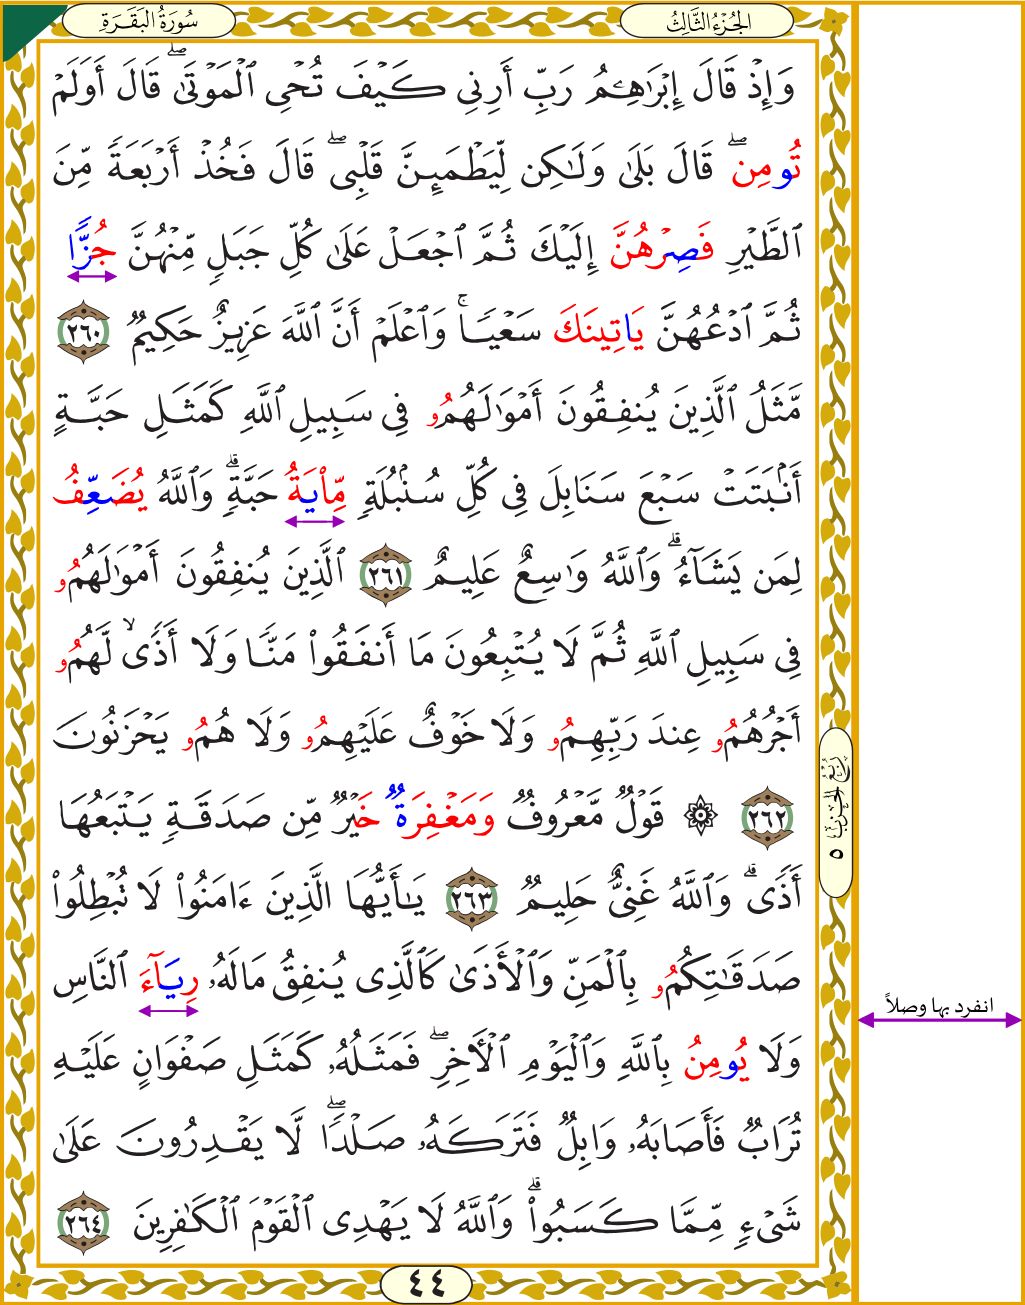 الجُزْءُ الثَّالِثُ
سُورَةُ البَقَرَةِ
وَإِذْ قَالَ إِبْرَٰهِـۧمُ رَبِّ أَرِنِي كَيْفَ تُحْىِ ٱلْمَوْتَىٰۖ قَالَ أَوَلَمْ
تُومِنۖ قَالَ بَلَىٰ وَلَـٰكِن لِّيَطْمَئِنَّ قَلْبِىۖ قَالَ فَخُذْ أَرْبَعَةً مِّنَ
ٱلطَّيْرِ فَصِرْهُنَّ إِلَيْكَ ثُمَّ ٱجْعَلْ عَلَىٰ كُلِّ جَبَلٍ مِّنْهُنَّ جُزًّا
ثُمَّ ٱدْعُهُنَّ يَاتِينَكَ سَعْيًاۚ وَٱعْلَمْ أَنَّ ٱللَّهَ عَزِيزٌ حَكِيمٌ ٢٦٠
مَّثَلُ ٱلَّذِينَ يُنفِقُونَ أَمْوَٰلَهُمُو فِى سَبِيلِ ٱللَّهِ كَمَثَلِ حَبَّةٍ
أَنۢبَتَتْ سَبْعَ سَنَابِلَ فِى كُلِّ سُنۢبُلَةٍ مِّاْيَةُ حَبَّةٍۗ وَٱللَّهُ يُضَعِّفُ
لِمَن يَشَآءُۗ وَٱللَّهُ وَٰسِعٌ عَلِيمٌ ٢٦١ ٱلَّذِينَ يُنفِقُونَ أَمْوَٰلَهُمُو
فِى سَبِيلِ ٱللَّهِ ثُمَّ لَا يُتْبِعُونَ مَا أَنفَقُواْ مَنًّا وَلَا أَذًىۙ لَّهُمُو
أَجْرُهُمُو عِندَ رَبِّهِمُو وَلَا خَوْفٌ عَلَيْهِمُو وَلَا هُمُو يَحْزَنُونَ
٢٦٢ ۞ قَوْلٌ مَّعْرُوفٌ وَمَغْفِرَةٌ خَيْرٌ مِّن صَدَقَةٍ يَتْبَعُهَا
أَذًىۗ وَٱللَّهُ غَنِىٌّ حَلِيمٌ ٢٦٣ يَـٰأَيُّهَا ٱلَّذِينَ ءَامَنُواْ لَا تُبْطِلُواْ
صَدَقَـٰتِكُمُو بِٱلْمَنِّ وَٱلْأَذَىٰ كَٱلَّذِى يُنفِقُ مَالَهُۥ رِيَآءَ ٱلنَّاسِ
وَلَا يُومِنُ بِٱللَّهِ وَٱلْيَوْمِ ٱلْأَخِرِۖ فَمَثَلُهُۥ كَمَثَلِ صَفْوَانٍ عَلَيْهِ
تُرَابٌ فَأَصَابَهُۥ وَابِلٌ فَتَرَكَهُۥ صَلْدًاۖ لَّا يَقْدِرُونَ عَلَىٰ
شَىْءٍ مِّمَّا كَسَبُواْۗ وَٱللَّهُ لَا يَهْدِى ٱلْقَوْمَ ٱلْكَـٰفِرِينَ ٢٦٤
رُبُعُ الحِزْبِ ٥
انفرد بها وصلاً
٤٤